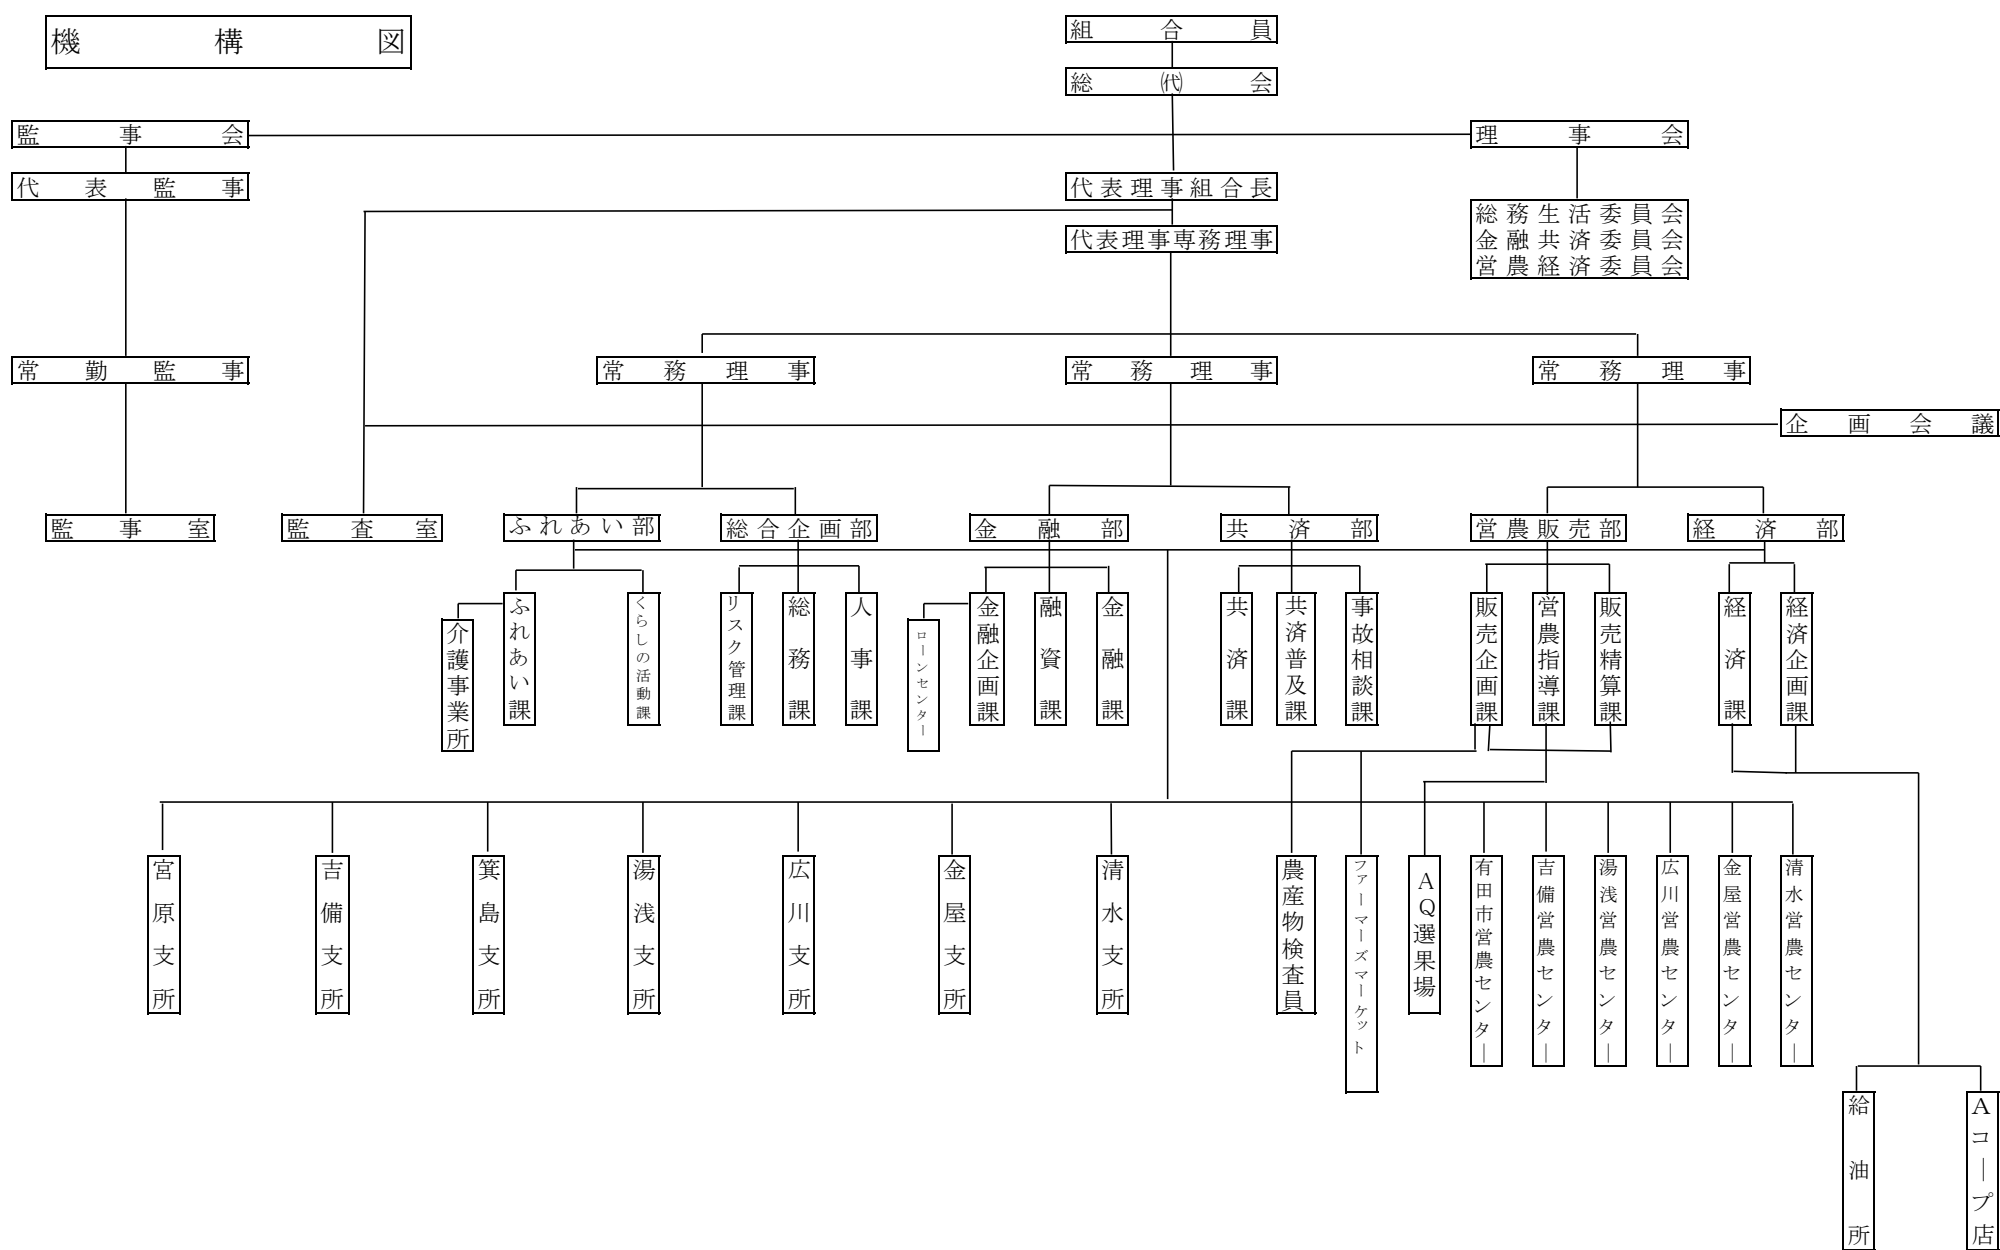 機構図
組合員
総㈹会
監事会
理事会
代表監事
代表理事組合長
総務生活委員会
金融共済委員会
営農経済委員会
代表理事専務理事
常勤監事
常務理事
常務理事
常務理事
企画会議
監事室
監査室
ふれあい部
総合企画部
金融部
共済部
営農販売部
経済部
介護事業所
ふれあい課
くらしの活動課
リスク管理課
総務課
人事課
ローンセンター
金融企画課
融資課
金融課
共済課
共済普及課
事故相談課
販売企画課
営農指導課
販売精算課
経済課
経済企画課
宮原支所
吉備支所
箕島支所
湯浅支所
広川支所
金屋支所
清水支所
農産物検査員
ファーマーズマーケット
ＡＱ選果場
有田市営農センター
吉備営農センター
湯浅営農センター
広川営農センター
金屋営農センター
清水営農センター
給油所
Ａコープ店